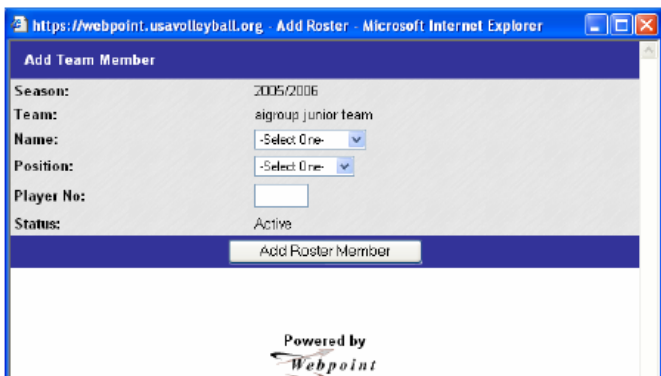 https://webpoint.usavolleyball.org - Add Roster - Microsoft Internet Explorer
Add Team Member
Season: 2005/2006
Team: aigroup junior team
Name: -Select One-
Position: -Select One-
Player No:
Status: Active
Add Roster Member
Powered by
Webpoint